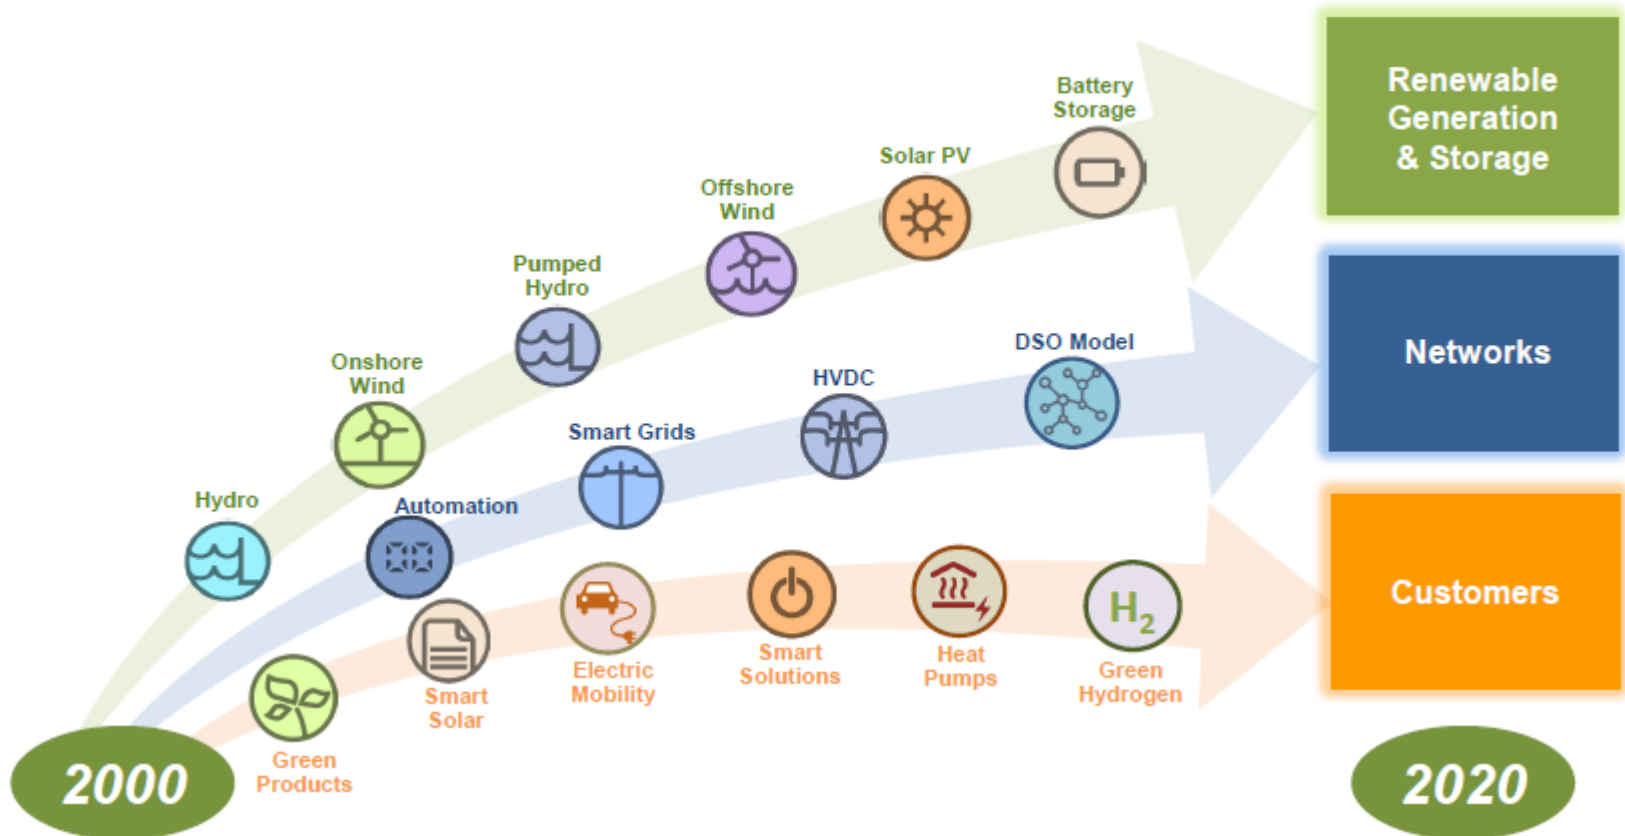 Battery
Storage
Solar PV
Offshore
Wind
Pumped
Hydro
Onshore
Wind
Hydro
Renewable
Generation
& Storage
DSO Model
HVDC
Smart Grids
Automation
Networks
Green
Products
Smart
Solar
Electric
Mobility
Smart
Solutions
Heat
Pumps
H2
Green
Hydrogen
Customers
2000
2020